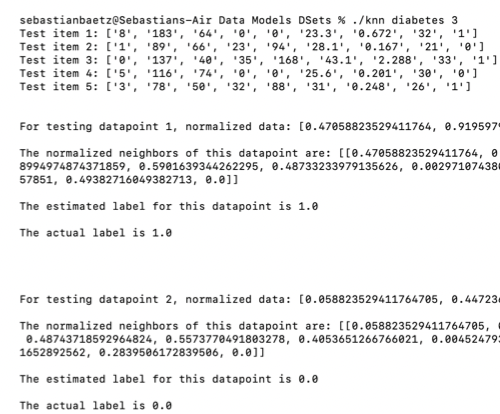 sebastianbaetz@Sebastians-Air Data Models DSets % ./knn diabetes 3
Test item 1: ['8', '183', '64', '0', '0', '23.3', '0.672', '32', '1']
Test item 2: ['1', '89', '66', '23', '94', '28.1', '0.167', '21', '0']
Test item 3: ['0', '137', '40', '35', '168', '43.1', '2.288', '33', '1']
Test item 4: ['5', '116', '74', '0', '0', '25.6', '0.201', '30', '0']
Test item 5: ['3', '78', '50', '32', '88', '31', '0.248', '26', '1']
For testing datapoint 1, normalized data: [0.47058823529411764, 0.919597
The normalized neighbors of this datapoint are: [[0.47058823529411764, 0
8994974874371859, 0.5901639344262295, 0.48733233979135626, 0.00297107438
57851, 0.49382716049382713, 0.0]]
The estimated label for this datapoint is 1.0
The actual label is 1.0
For testing datapoint 2, normalized data: [0.058823529411764705, 0.44723
The normalized neighbors of this datapoint are: [[0.058823529411764705,
0.48743718592964824, 0.5573770491803278, 0.4053651266766021, 0.00452479
1652892562, 0.2839506172839506, 0.0]]
The estimated label for this datapoint is 0.0
The actual label is 0.0